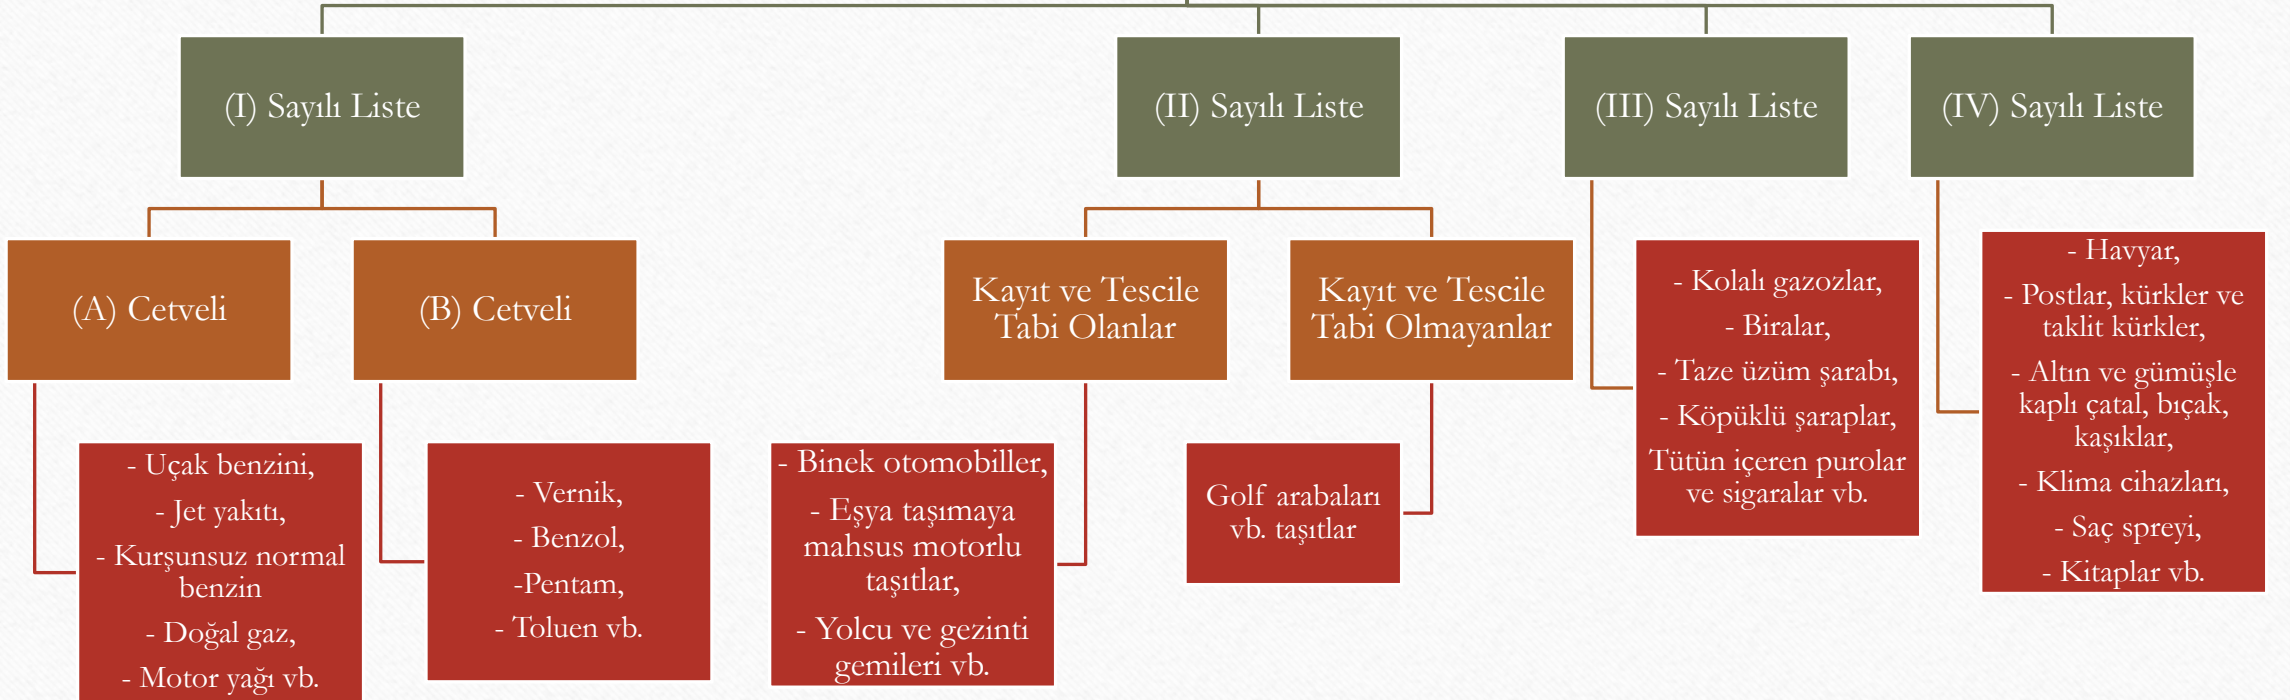 (I) Sayılı Liste
(II) Sayılı Liste
(III) Sayılı Liste
(IV) Sayılı Liste
(A) Cetveli
(B) Cetveli
Kayıt ve Tescile
Tabi Olanlar
Kayıt ve Tescile
Tabi Olmayanlar
- Kolalı gazozlar,
- Biralar,
- Taze üzüm şarabı,
- Köpüklü şaraplar,
Tütün içeren purolar
ve sigaralar vb.
- Havyar,
- Postlar, kürkler ve
taklit kürkler,
- Altın ve gümüşle
kaplı çatal, bıçak,
kaşıklar,
- Klima cihazları,
- Saç spreyi,
- Kitaplar vb.
- Uçak benzini,
- Jet yakıtı,
- Kurşunsuz normal
benzin
- Doğal gaz,
- Motor yağı vb.
- Vernik,
- Benzol,
-Pentam,
- Toluen vb.
- Binek otomobiller,
- Eşya taşımaya
mahsus motorlu
taşıtlar,
- Yolcu ve gezinti
gemileri vb.
Golf arabaları
vb. taşıtlar